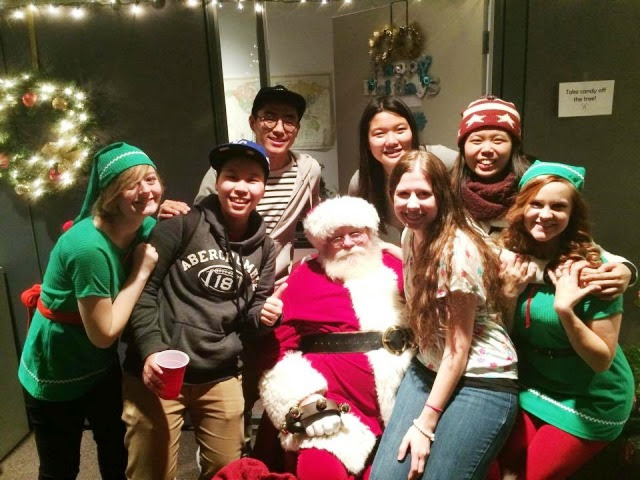 Happy
Holidays
Take candy off
the tree!
ABERCROMBIE
18